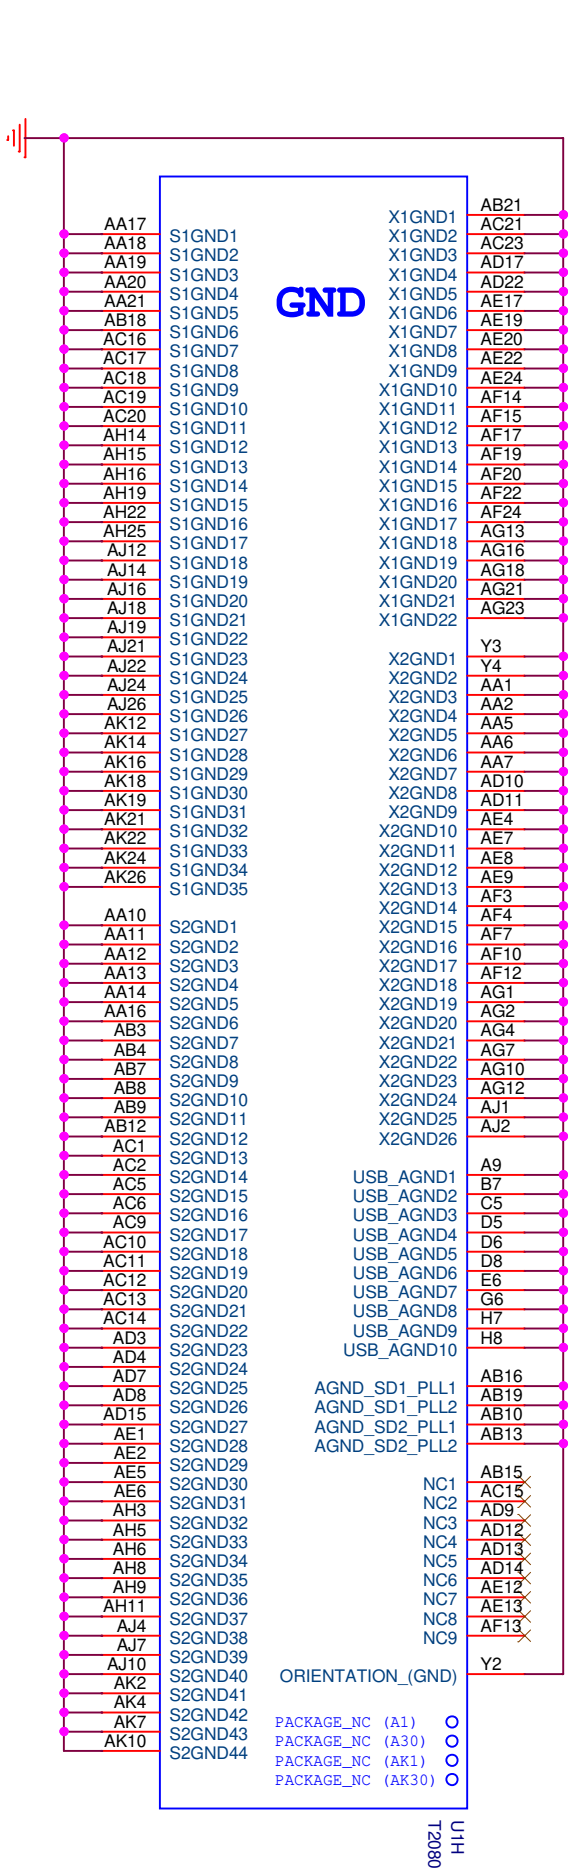 GND
AA17 S1GND1
AA18 S1GND2
AA19 S1GND3
AA20 S1GND4
AA21 S1GND5
AB18 S1GND6
AC16 S1GND7
AC17 S1GND8
AC18 S1GND9
AC19 S1GND10
AC20 S1GND11
AH14 S1GND12
AH15 S1GND13
AH16 S1GND14
AH19 S1GND15
AH22 S1GND16
AH25 S1GND17
AJ12 S1GND18
AJ14 S1GND19
AJ16 S1GND20
AJ18 S1GND21
AJ19 S1GND22
AJ21 S1GND23
AJ22 S1GND24
AJ24 S1GND25
AJ26 S1GND26
AK12 S1GND27
AK14 S1GND28
AK16 S1GND29
AK18 S1GND30
AK19 S1GND31
AK21 S1GND32
AK22 S1GND33
AK24 S1GND34
AK26 S1GND35
AA10 S2GND1
AA11 S2GND2
AA12 S2GND3
AA13 S2GND4
AA14 S2GND5
AA16 S2GND6
AB3 S2GND7
AB4 S2GND8
AB7 S2GND9
AB8 S2GND10
AB9 S2GND11
AB12 S2GND12
AC1 S2GND13
AC2 S2GND14
AC5 S2GND15
AC6 S2GND16
AC9 S2GND17
AC10 S2GND18
AC11 S2GND19
AC12 S2GND20
AC13 S2GND21
AC14 S2GND22
AD3 S2GND23
AD4 S2GND24
AD7 S2GND25
AD8 S2GND26
AD15 S2GND27
AE1 S2GND28
AE2 S2GND29
AE5 S2GND30
AE6 S2GND31
AH3 S2GND32
AH5 S2GND33
AH6 S2GND34
AH8 S2GND35
AH9 S2GND36
AH11 S2GND37
AJ4 S2GND38
AJ7 S2GND39
AJ10 S2GND40
AK2 S2GND41
AK4 S2GND42
AK7 S2GND43
AK10 S2GND44
X1GND1 AB21
X1GND2 AC21
X1GND3 AC23
X1GND4 AD17
X1GND5 AD22
X1GND6 AE17
X1GND7 AE19
X1GND8 AE20
X1GND9 AE22
X1GND10 AE24
X1GND11 AF14
X1GND12 AF15
X1GND13 AF17
X1GND14 AF19
X1GND15 AF20
X1GND16 AF22
X1GND17 AF24
X1GND18 AG13
X1GND19 AG16
X1GND20 AG18
X1GND21 AG21
X1GND22 AG23
X2GND1 Y3
X2GND2 Y4
X2GND3 AA1
X2GND4 AA2
X2GND5 AA5
X2GND6 AA6
X2GND7 AA7
X2GND8 AD10
X2GND9 AD11
X2GND10 AE4
X2GND11 AE7
X2GND12 AE8
X2GND13 AE9
X2GND14 AF3
X2GND15 AF4
X2GND16 AF7
X2GND17 AF10
X2GND18 AF12
X2GND19 AG1
X2GND20 AG2
X2GND21 AG4
X2GND22 AG7
X2GND23 AG10
X2GND24 AG12
X2GND25 AJ1
X2GND26 AJ2
USB_AGND1 A9
USB_AGND2 B7
USB_AGND3 C5
USB_AGND4 D5
USB_AGND5 D6
USB_AGND6 D8
USB_AGND7 E6
USB_AGND8 G6
USB_AGND9 H7
USB_AGND10 H8
AGND_SD1_PLL1 AB16
AGND_SD1_PLL2 AB19
AGND_SD2_PLL1 AB10
AGND_SD2_PLL2 AB13
NC1 AB15
NC2 AC15
NC3 AD9
NC4 AD12
NC5 AD13
NC6 AD14
NC7 AE12
NC8 AE13
NC9 AF13
ORIENTATION_(GND) Y2
PACKAGE_NC (A1)
PACKAGE_NC (A30)
PACKAGE_NC (AK1)
PACKAGE_NC (AK30)
U1H
T2080